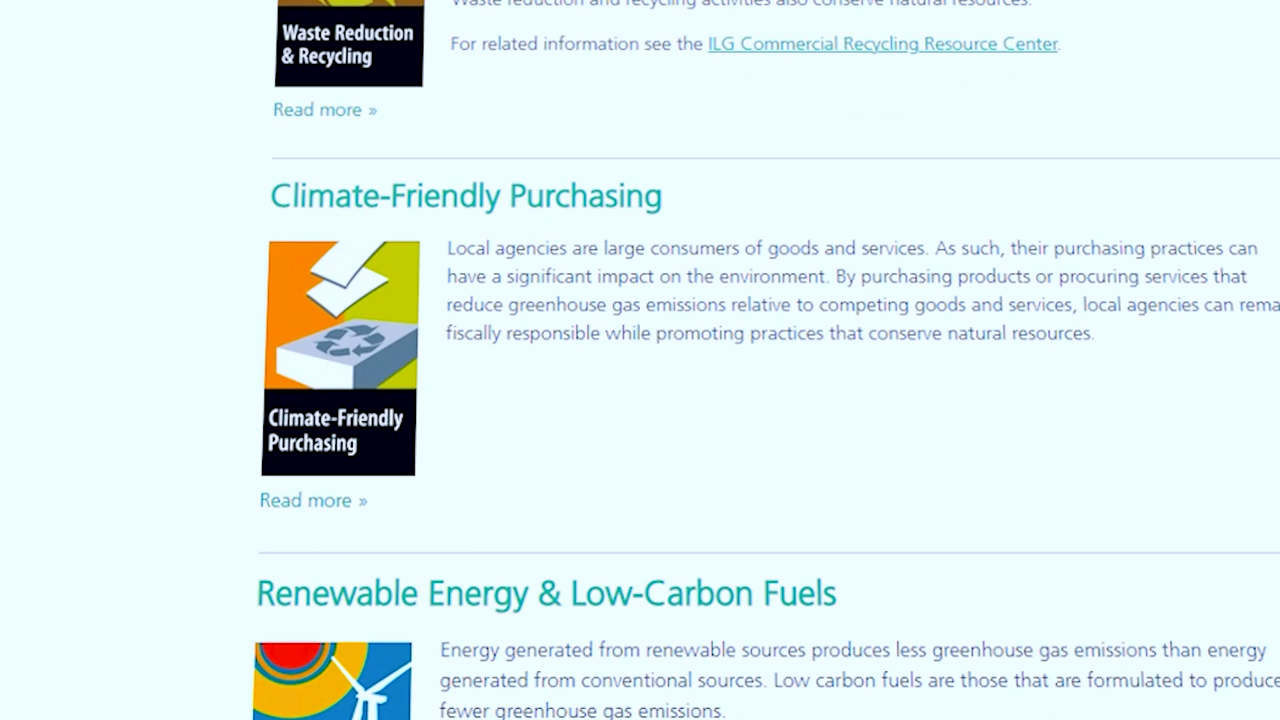 Waste reduction and recycling activities also conserve natural resources.
Waste Reduction
& Recycling
For related information see the ILG Commercial Recycling Resource Center.
Read more »
Climate-Friendly Purchasing
Local agencies are large consumers of goods and services. As such, their purchasing practices can
have a significant impact on the environment. By purchasing products or procuring services that
reduce greenhouse gas emissions relative to competing goods and services, local agencies can rema
fiscally responsible while promoting practices that conserve natural resources.
Climate-Friendly
Purchasing
Read more »
Renewable Energy & Low-Carbon Fuels
Energy generated from renewable sources produces less greenhouse gas emissions than energy
generated from conventional sources. Low carbon fuels are those that are formulated to produce
fewer greenhouse gas emissions.